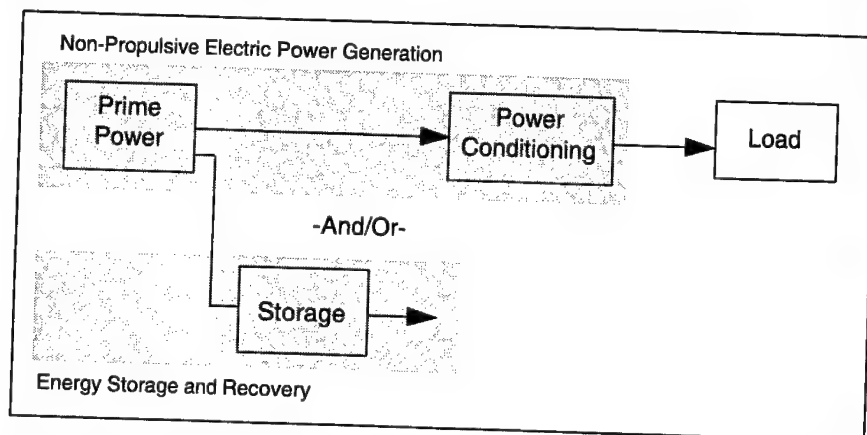 Non-Propulsive Electric Power Generation
Prime
Power
Power
Conditioning
Load
-And/Or-
Storage
Energy Storage and Recovery